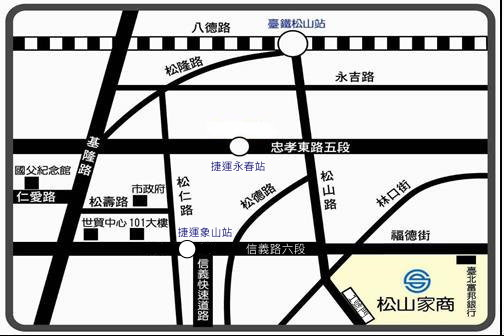 八德路
臺鐵松山站
松隆路
永吉路
基隆路
忠孝東路五段
捷運永春站
國父紀念館
仁愛路
市政府
松壽路
松仁路
松德路
松山路
林口街
世貿中心
101大樓
捷運象山站
信義路六段
福德街
信義快速道路
松山家商
臺北富邦銀行